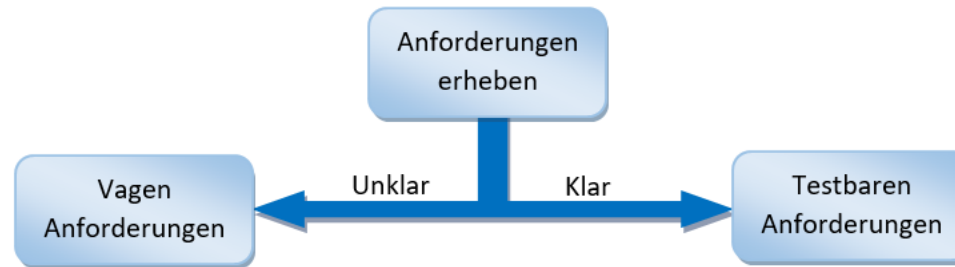 Anforderungen
erheben
Unklar
Klar
Vagen
Anforderungen
Testbaren
Anforderungen